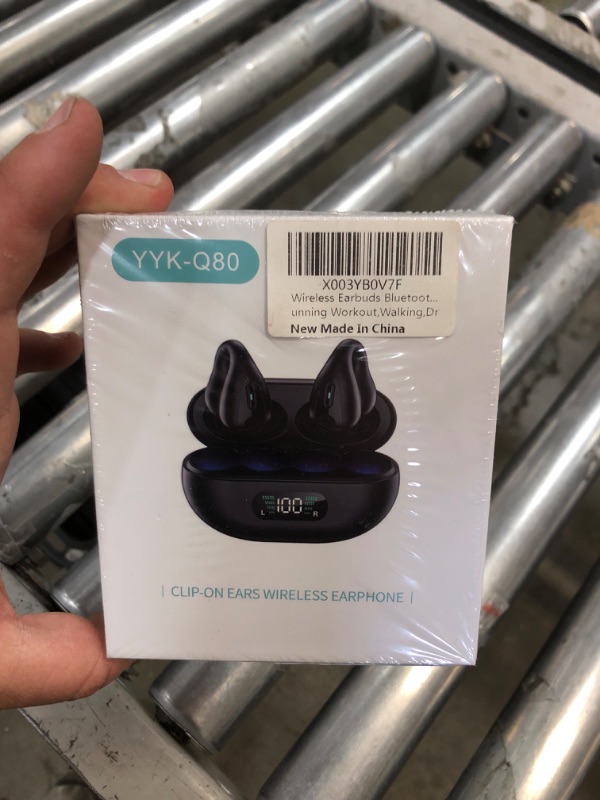 YYK-Q80
X003YB0V7F
Wireless Earbuds Bluetoot...
unning Workout,Walking,Dr
New Made In China
100
L R
| CLIP-ON EARS WIRELESS EARPHONE |